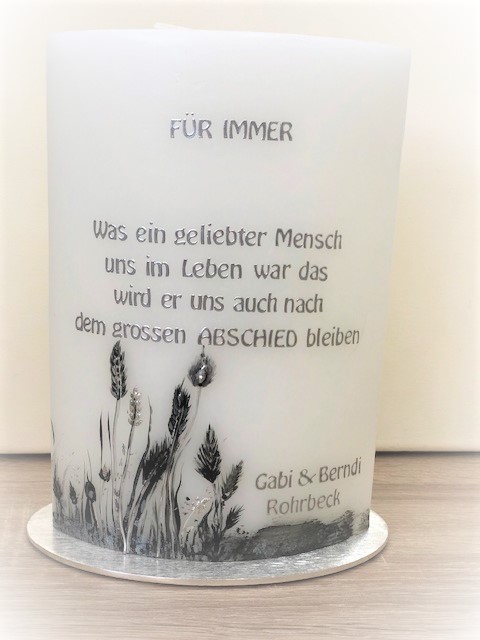 FÜR IMMER
Was ein geliebter Mensch
uns im Leben war das
wird er uns auch nach
dem grossen ABSCHIED bleiben
Gabi & Berndi
Rohrbeck